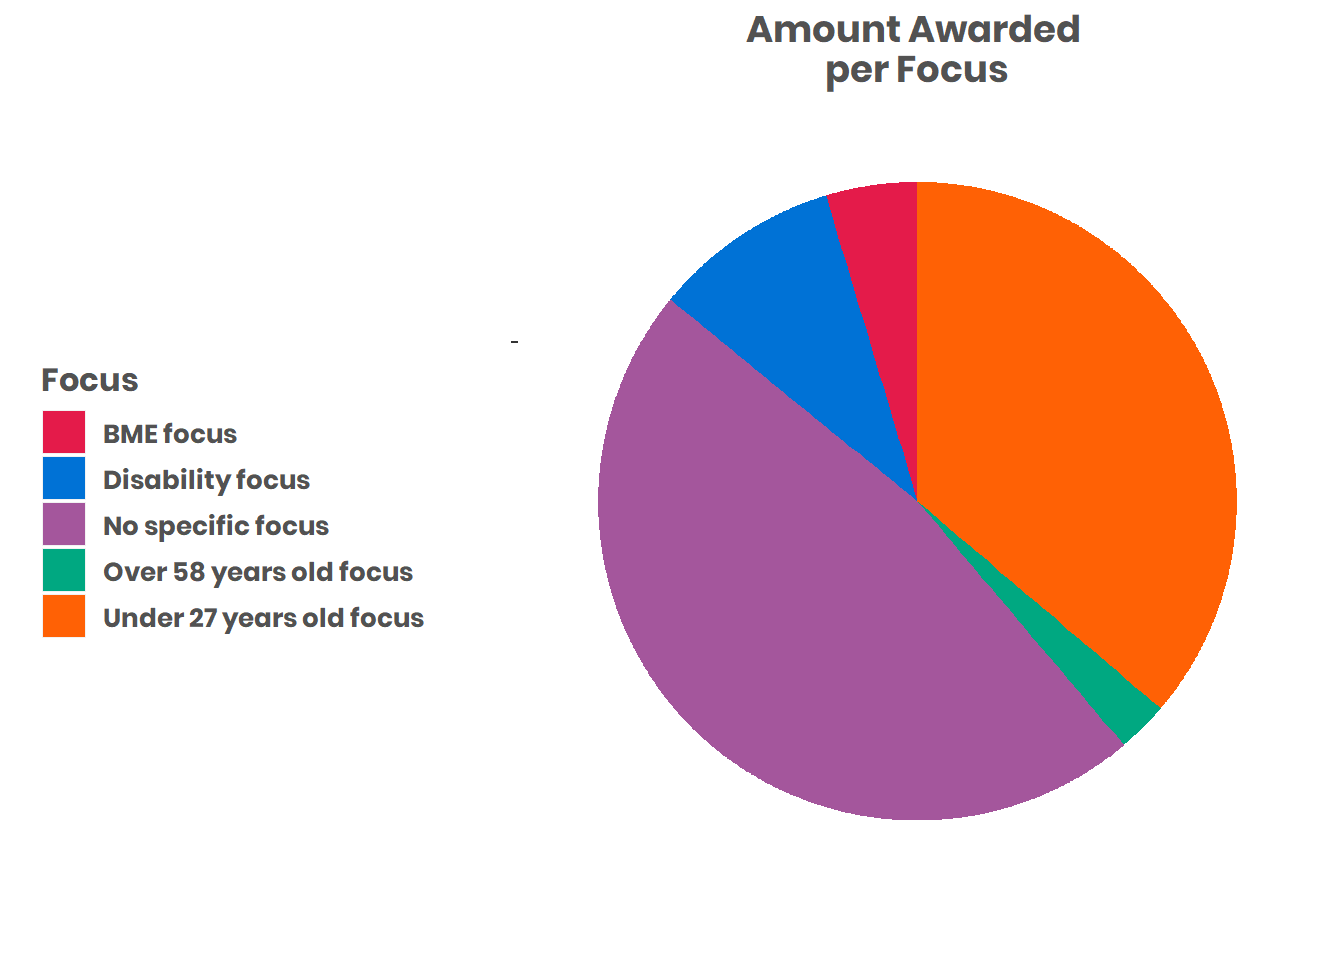 Amount Awarded
per Focus
Focus
BME focus
Disability focus
No specific focus
Over 58 years old focus
Under 27 years old focus